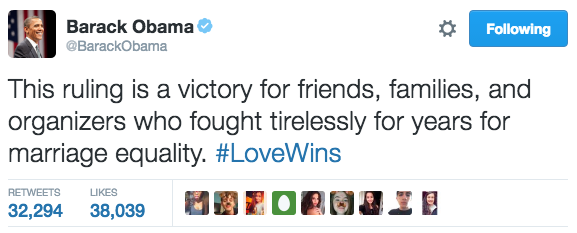 Barack Obama
@BarackObama
Following
This ruling is a victory for friends, families, and
organizers who fought tirelessly for years for
marriage equality. #LoveWins
RETWEETS LIKES
32,294 38,039